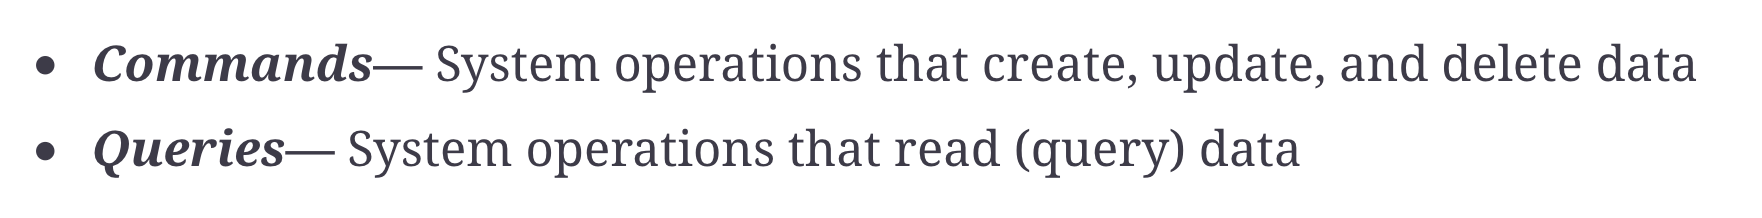 • Commands— System operations that create, update, and delete data
• Queries— System operations that read (query) data